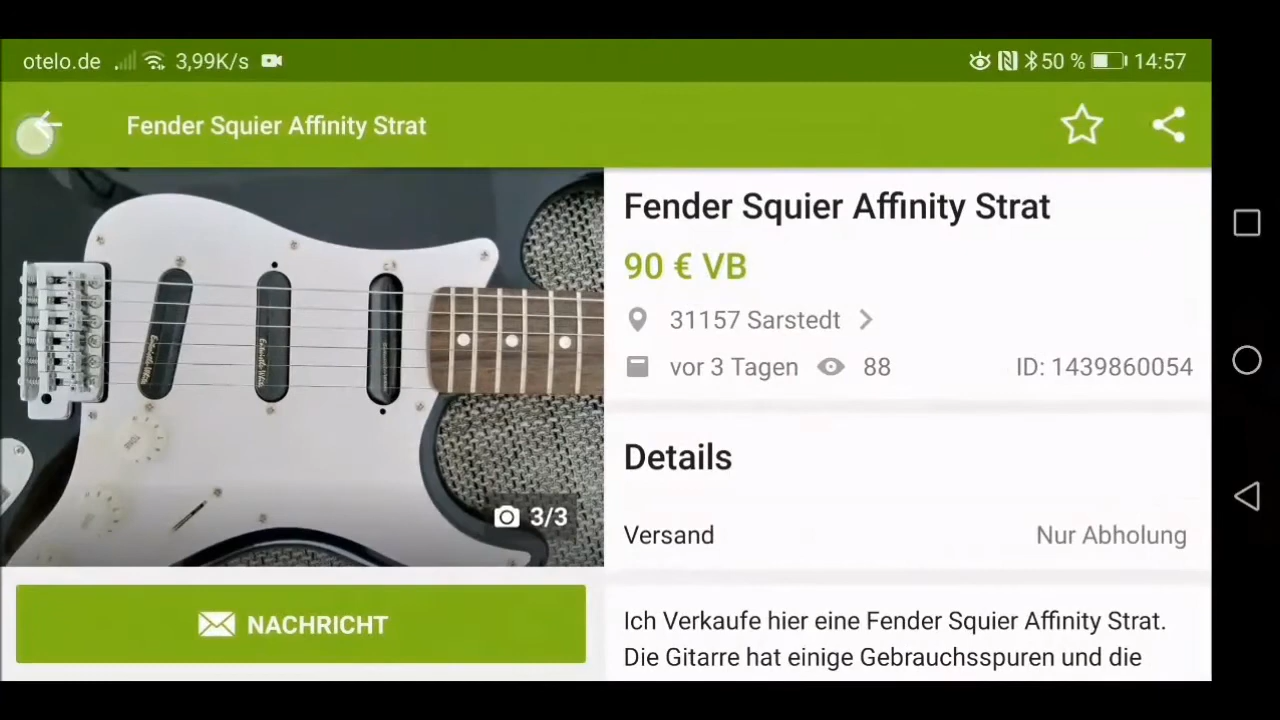 otelo.de 3,99K/s 50 % 14:57
Fender Squier Affinity Strat
Fender Squier Affinity Strat
90 € VB
31157 Sarstedt
vor 3 Tagen 88 ID: 1439860054
Details
Versand Nur Abholung
3/3
NACHRICHT
Ich Verkaufe hier eine Fender Squier Affinity Strat.
Die Gitarre hat einige Gebrauchsspuren und die